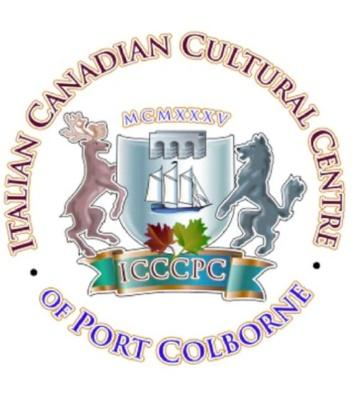 ITALIAN CANADIAN CULTURAL CENTRE
MCMXXXV
ICCCPC
• OF PORT COLBORNE •